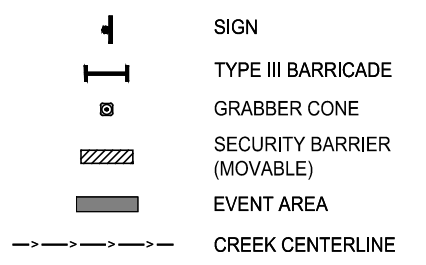 SIGN
TYPE III BARRICADE
GRABBER CONE
SECURITY BARRIER
(MOVABLE)
EVENT AREA
CREEK CENTERLINE